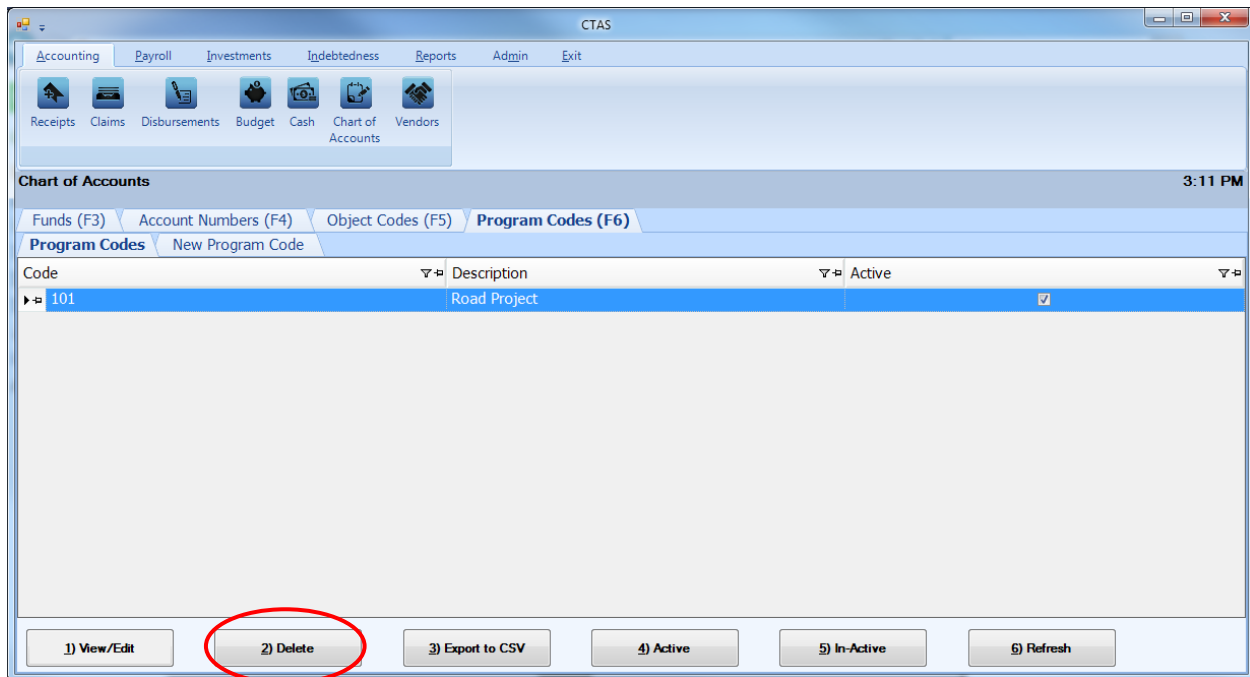 CTAS
Accounting Payroll Investments Indebtedness Reports Admin Exit
Receipts Claims Disbursements Budget Cash Chart of Accounts Vendors
Chart of Accounts 3:11 PM
Funds (F3) Account Numbers (F4) Object Codes (F5) Program Codes (F6)
Program Codes New Program Code
Code Description Active
101 Road Project
1) View/Edit 2) Delete 3) Export to CSV 4) Active 5) In-Active 6) Refresh